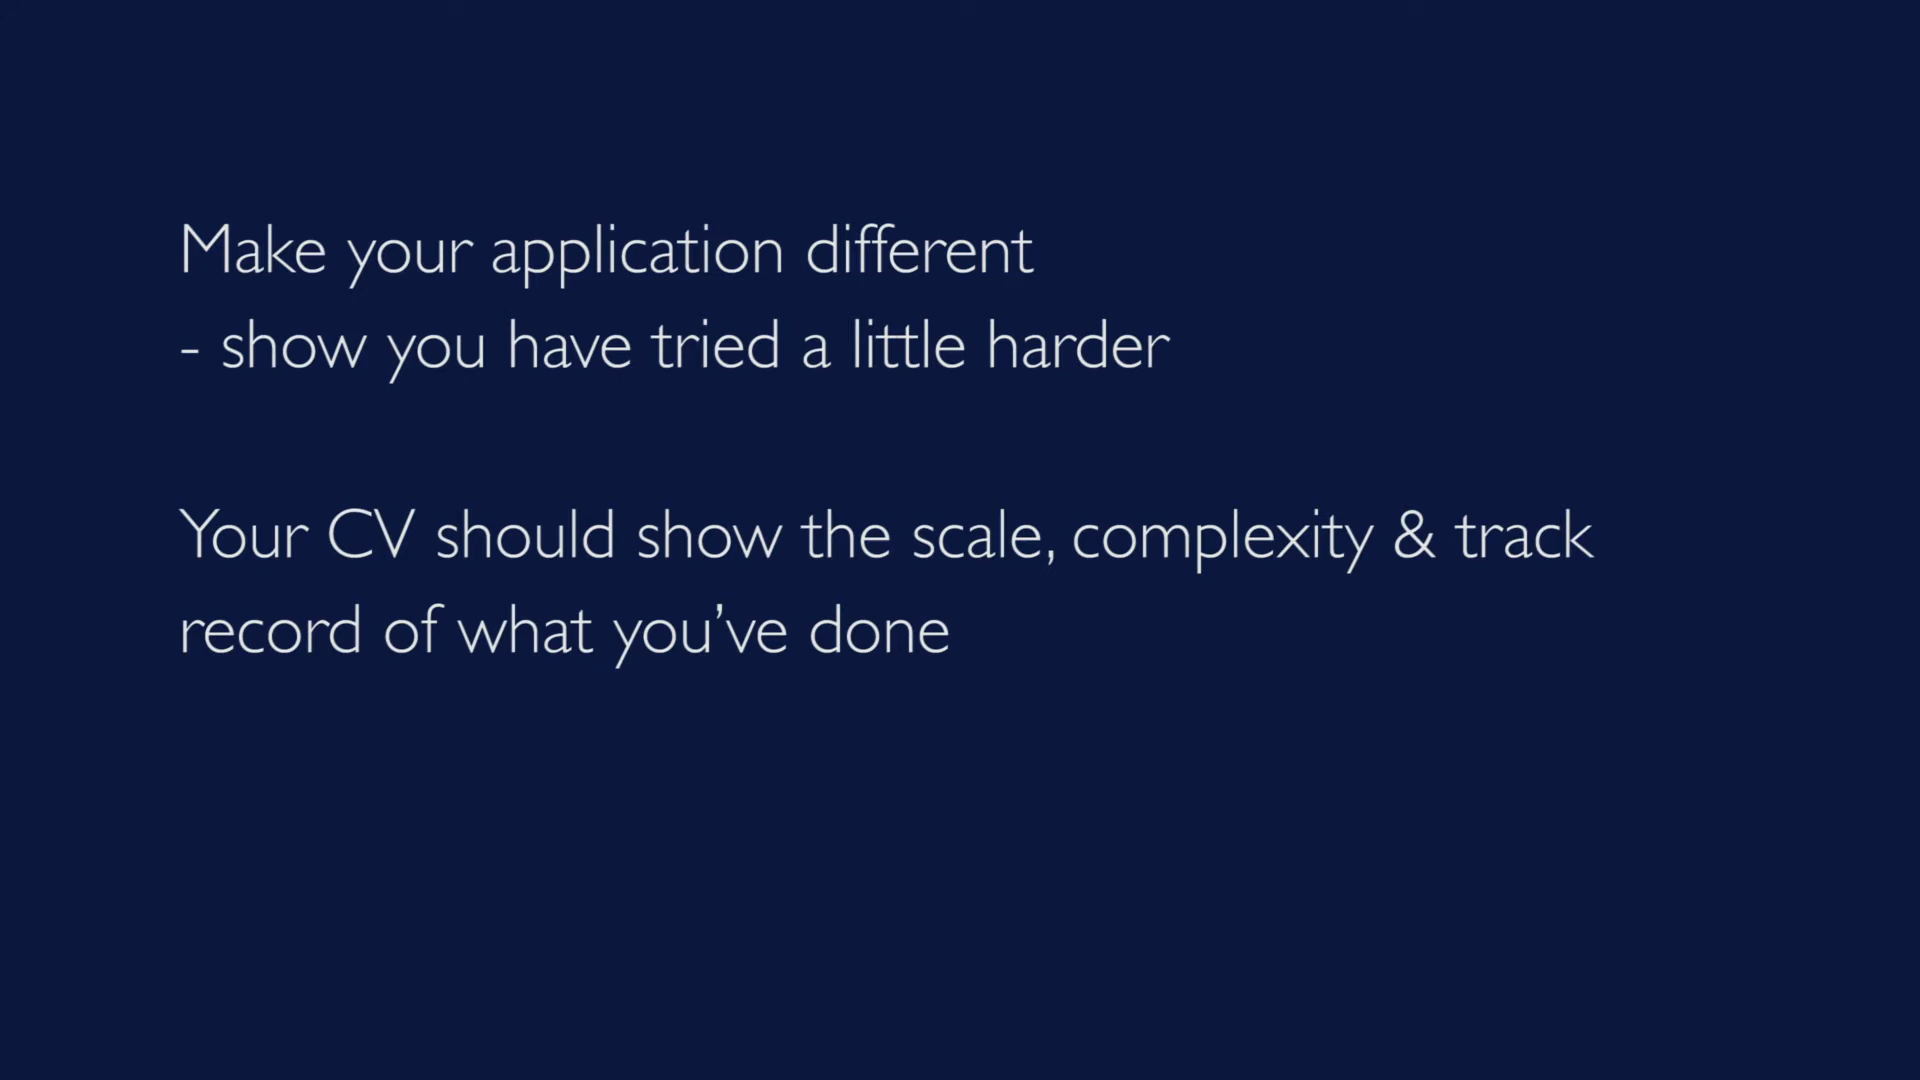 Make your application different
- show you have tried a little harder
Your CV should show the scale, complexity & track
record of what you’ve done